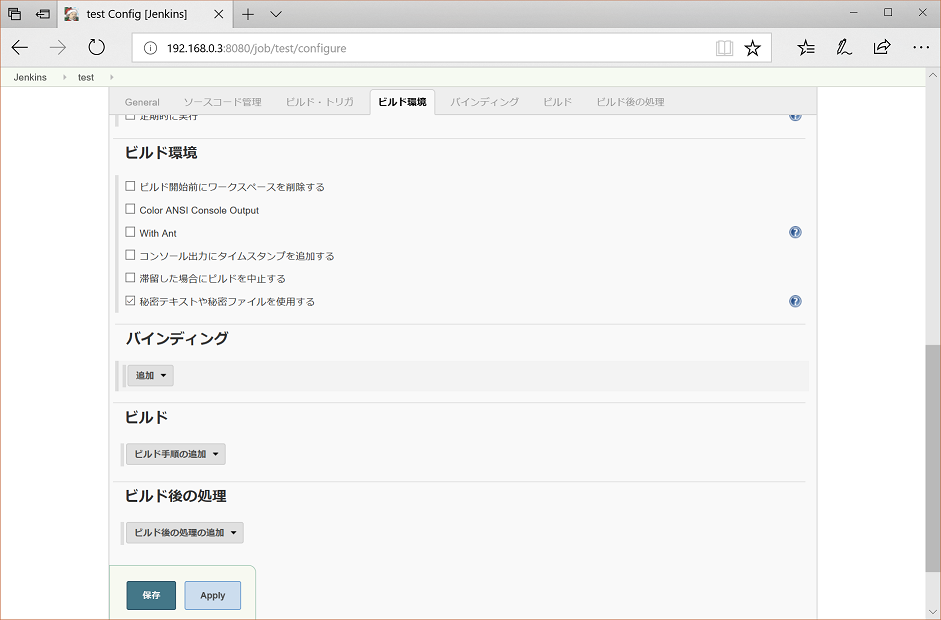 test Config [Jenkins]
192.168.0.3:8080/job/test/configure
Jenkins test
General ソースコード管理 ビルド・トリガ ビルド環境 バインディング ビルド ビルド後の処理
定期的に実行
ビルド環境
ビルド開始前にワークスペースを削除する
Color ANSI Console Output
With Ant
コンソール出力にタイムスタンプを追加する
滞留した場合にビルドを中止する
秘密テキストや秘密ファイルを使用する
バインディング
追加
ビルド
ビルド手順の追加
ビルド後の処理
ビルド後の処理の追加
保存 Apply